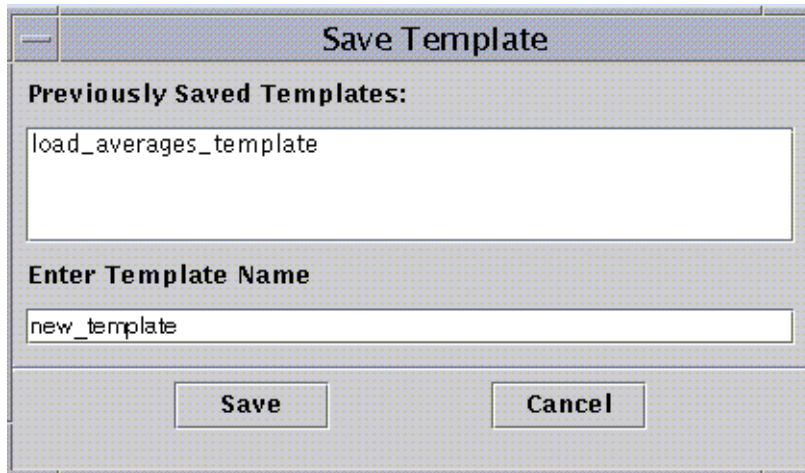 Save Template
Previously Saved Templates:
load_averages_template
Enter Template Name
new_template
Save Cancel